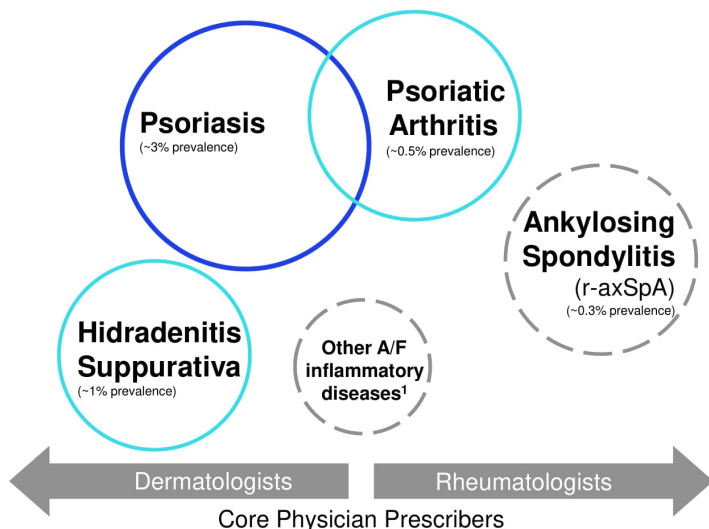 Psoriasis
(~3% prevalence)
Psoriatic
Arthritis
(~0.5% prevalence)
Ankylosing
Spondylitis
(r-axSpA)
(~0.3% prevalence)
Hidradenitis
Suppurativa
(~1% prevalence)
Other A/F
inflammatory
diseases¹
Dermatologists
Rheumatologists
Core Physician Prescribers